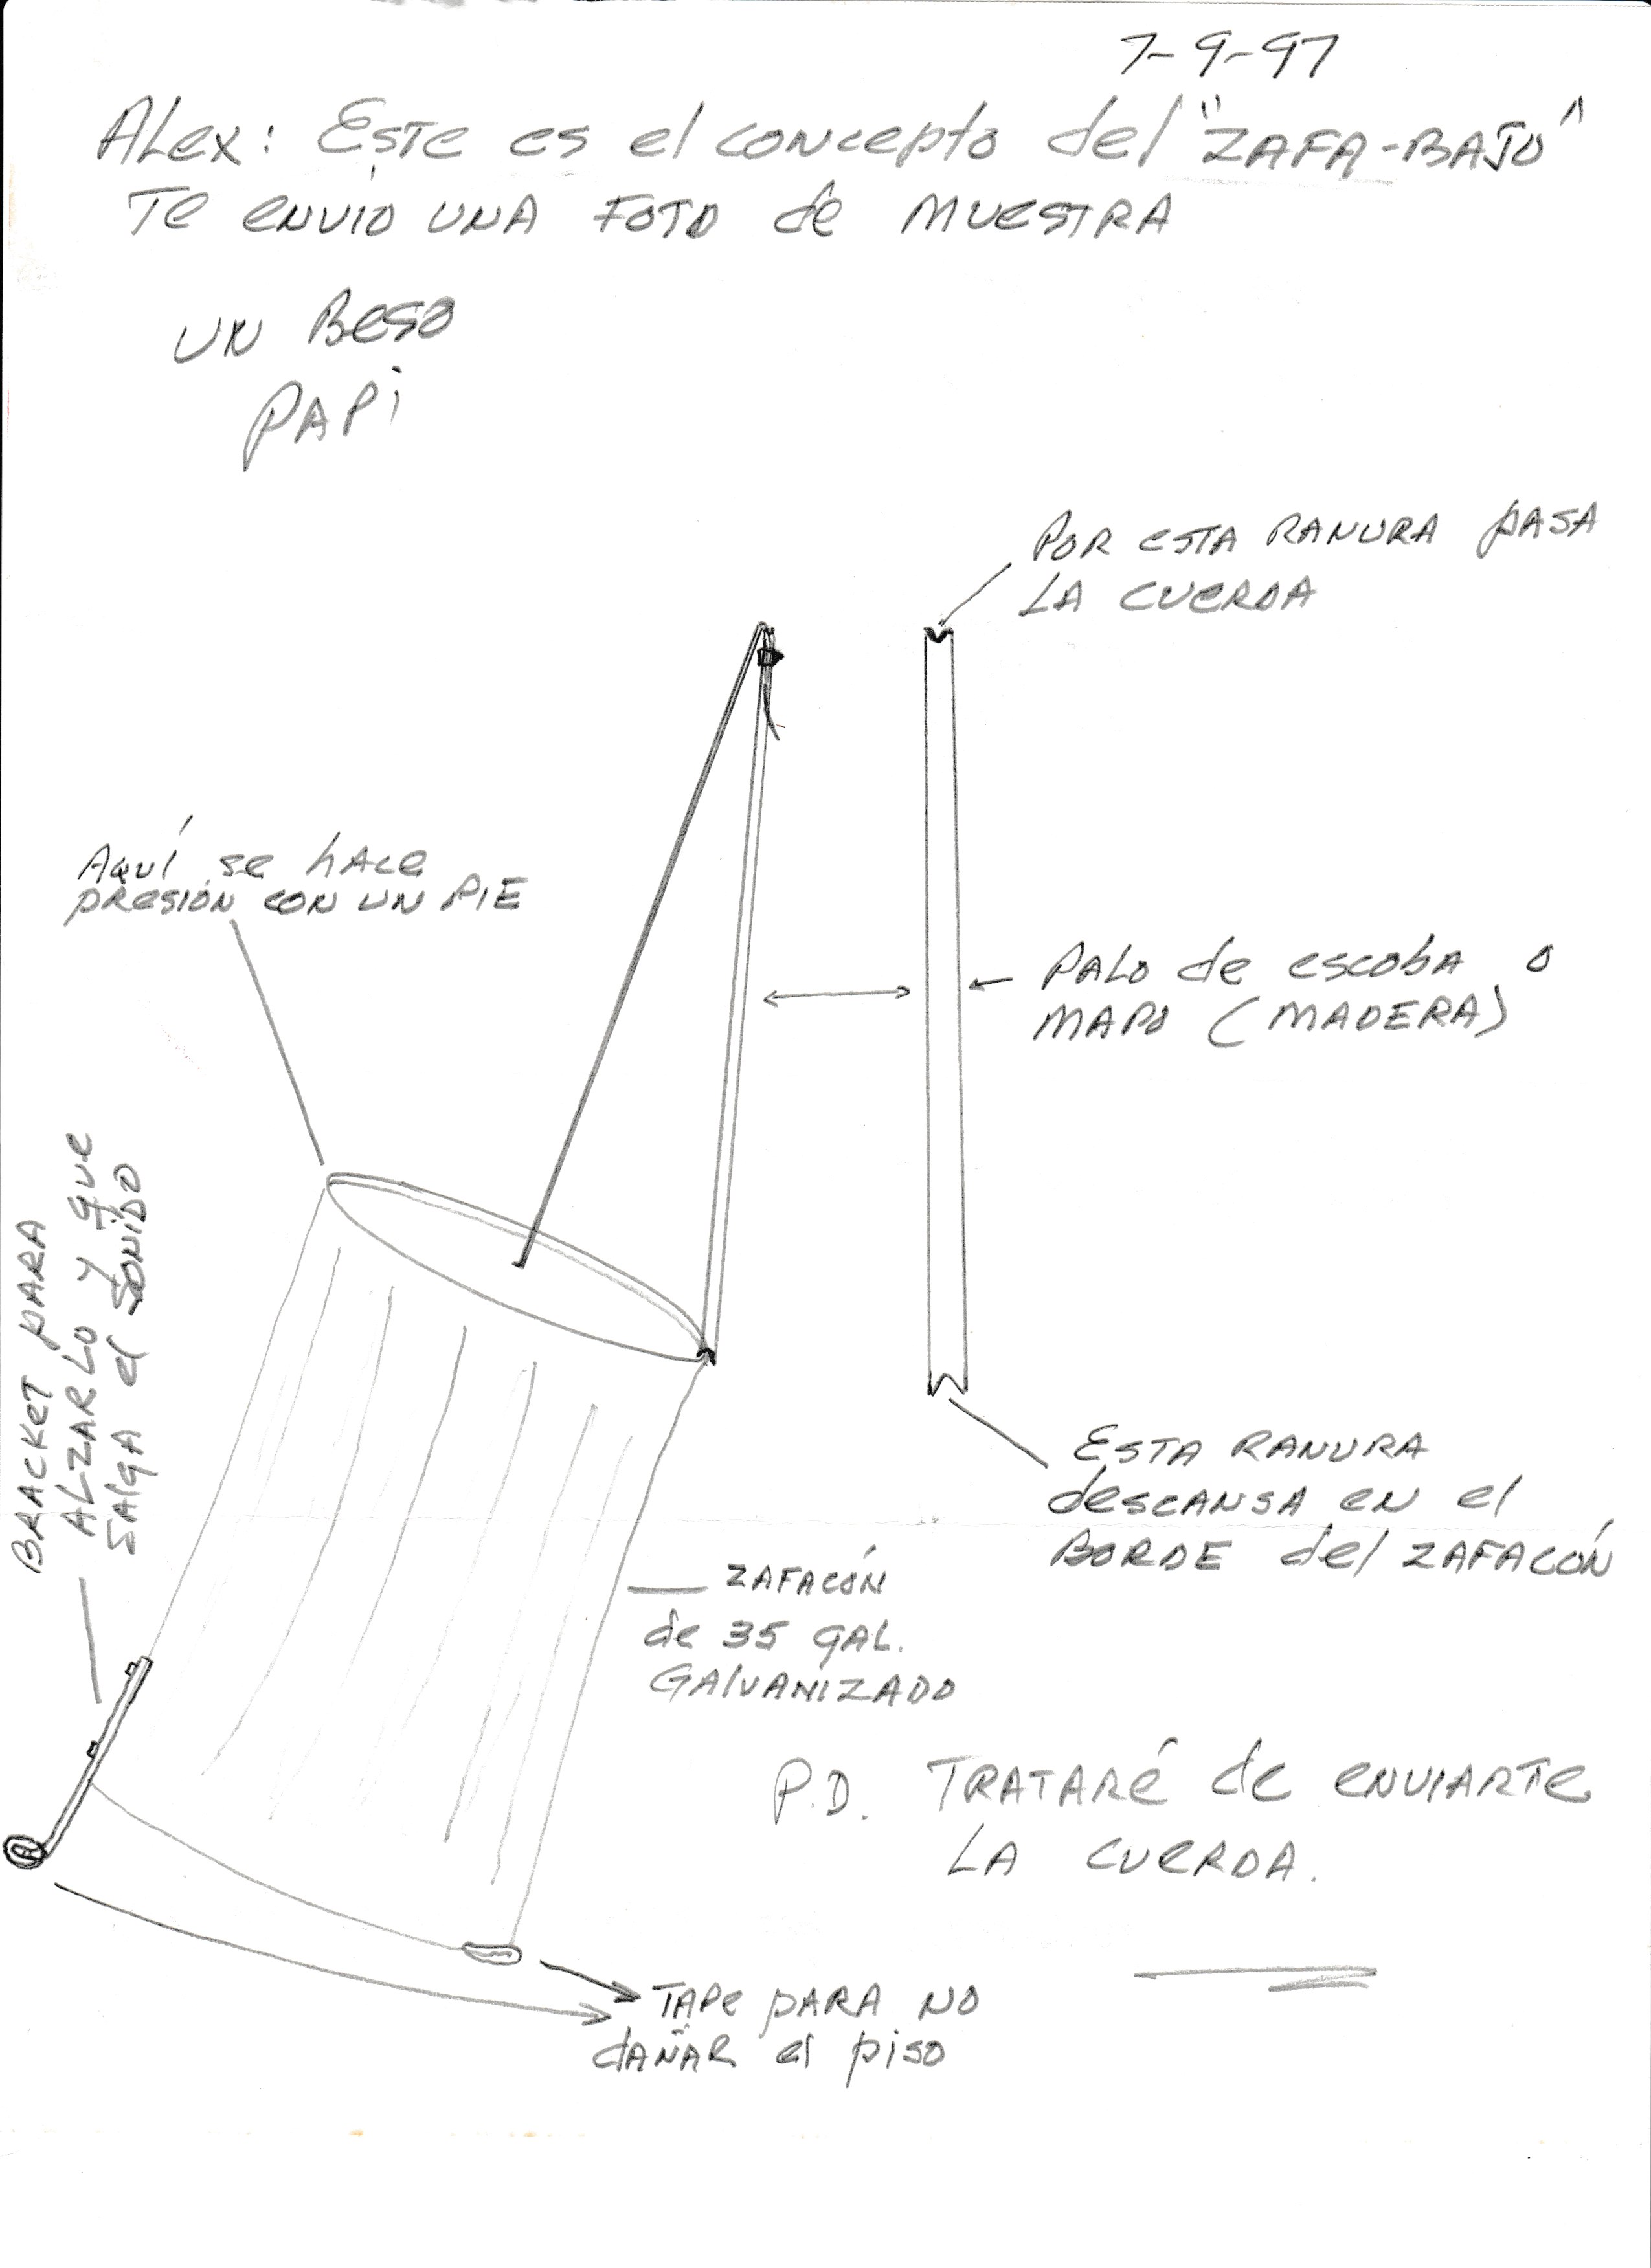 7-9-97
Alex: Este es el concepto del "ZAFA-BAJO"
Te envio una foto de muestra
un Beso
Papi
Por esta ranura pasa
la cuerda
Aquí se hace
presión con un pie
Palo de escoba o
mapo (madera)
Bracket para
alzarlo y que
salga el sonido
Esta ranura
descansa en el
borde del zafacón
Zafacón
de 35 gal.
Galvanizado
P.D. Trataré de enviarte
la cuerda.
Tape para no
dañar el piso